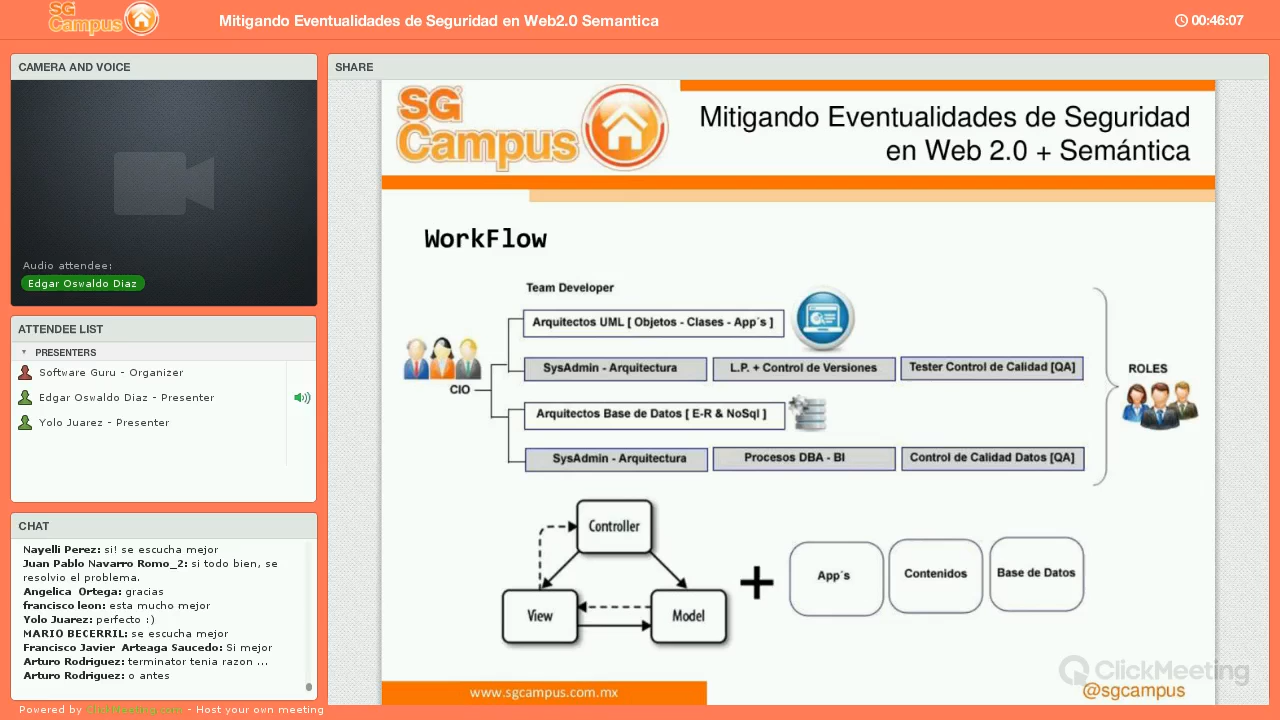 SG
Campus
Mitigando Eventualidades de Seguridad en Web2.0 Semantica
00:46:07
CAMERA AND VOICE
Audio attendee:
Edgar Oswaldo Diaz
ATTENDEE LIST
PRESENTERS
Software Guru - Organizer
Edgar Oswaldo Diaz - Presenter
Yolo Juarez - Presenter
CHAT
Nayelli Perez: si! se escucha mejor
Juan Pablo Navarro Romo_2: si todo bien, se
resolvio el problema.
Angelica Ortega: gracias
francisco leon: esta mucho mejor
Yolo Juarez: perfecto :)
MARIO BECERRIL: se escucha mejor
Francisco Javier Arteaga Saucedo: Si mejor
Arturo Rodriguez: terminator tenia razon ...
Arturo Rodriguez: o antes
Powered by ClickMeeting.com - Host your own meeting
SHARE
SG
Campus
Mitigando Eventualidades de Seguridad
en Web 2.0 + Semántica
WorkFlow
Team Developer
Arquitectos UML [ Objetos - Clases - App´s ]
SysAdmin - Arquitectura
L.P. + Control de Versiones
Tester Control de Calidad [QA]
CIO
ROLES
Arquitectos Base de Datos [ E-R & NoSql ]
SysAdmin - Arquitectura
Procesos DBA - BI
Control de Calidad Datos [QA]
Controller
View
Model
+
App´s
Contenidos
Base de Datos
ClickMeeting
www.sgcampus.com.mx
@sgcampus